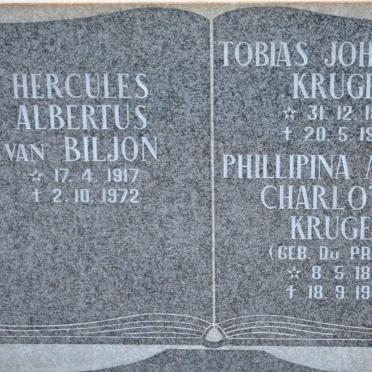 HERCULES
ALBERTUS
VAN BILJON
☆ 17. 4. 1917
† 2. 10. 1972
TOBIAS JOH
KRUGE
☆ 31. 12. 1
† 20. 5. 19
PHILLIPINA
CHARLOT
KRUGE
(GEB. DU PR
☆ 8. 5. 18
† 18. 9. 19